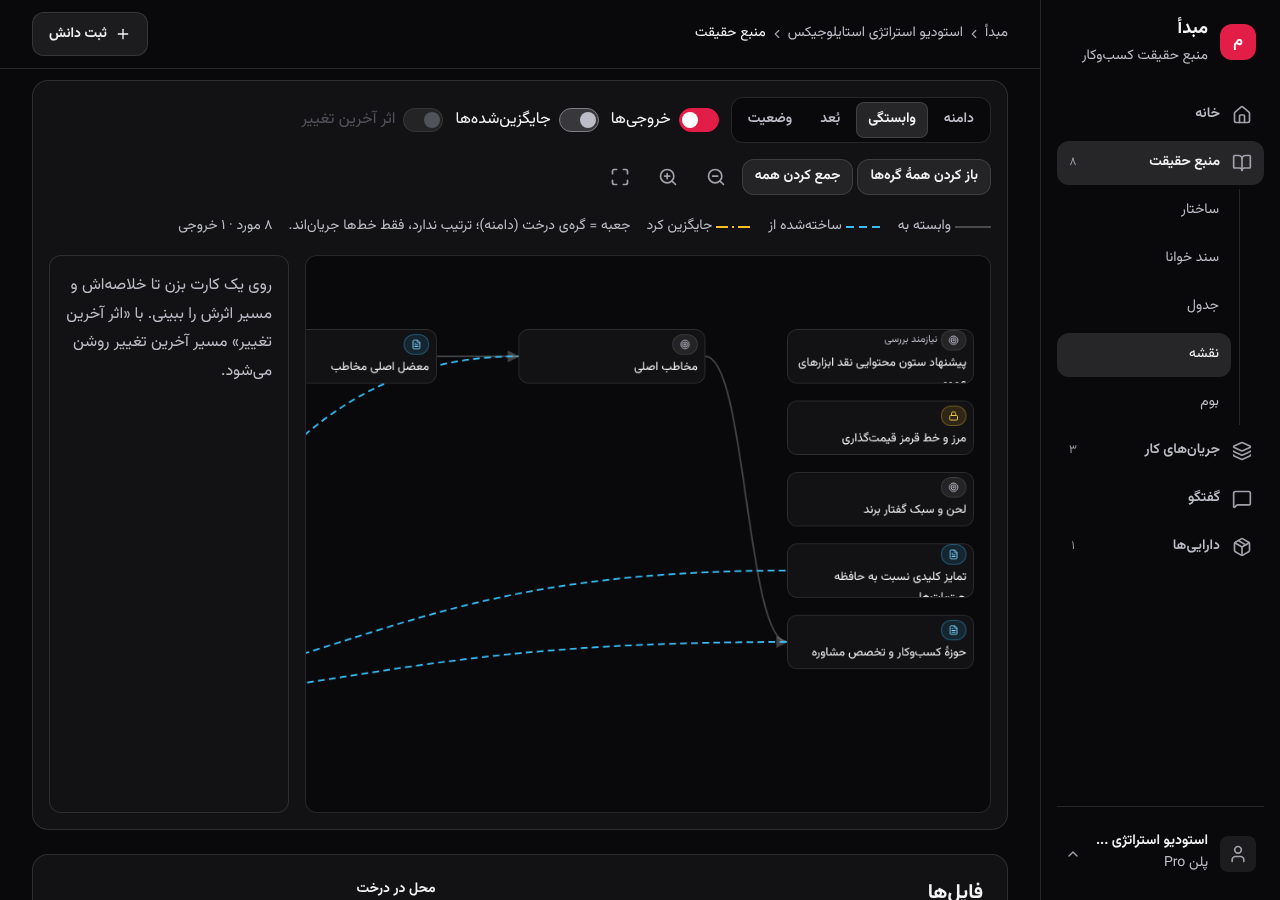 مبدأ
منبع حقیقت کسب‌وکار
م
خانه
منبع حقیقت
۸
ساختار
سند خوانا
جدول
نقشه
بوم
جریان‌های کار
۳
گفتگو
دارایی‌ها
۱
استودیو استراتژی ...
پلن Pro
مبدأ › استودیو استراتژی استایلوجیکس › منبع حقیقت
+ ثبت دانش
دامنه
وابستگی
بُعد
وضعیت
خروجی‌ها
جایگزین‌شده‌ها
اثر آخرین تغییر
باز کردن همهٔ گره‌ها
جمع کردن همه
وابسته به
ساخته‌شده از
جایگزین کرد
جعبه = گره‌ی درخت (دامنه)؛ ترتیب ندارد، فقط خط‌ها جریان‌اند.
۸ مورد · ۱۰ خروجی
نیازمند بررسی
پیشنهاد ستون محتوایی نقد ابزارهای
مرز و خط قرمز قیمت‌گذاری
لحن و سبک گفتار برند
تمایز کلیدی نسبت به حافظه
حوزهٔ کسب‌وکار و تخصص مشاوره
مخاطب اصلی
معضل اصلی مخاطب
روی یک کارت بزن تا خلاصه‌اش و
مسیر اثرش را ببینی. با «اثر آخرین
تغییر» مسیر آخرین تغییر روشن
می‌شود.
فایل‌ها
محل در درخت